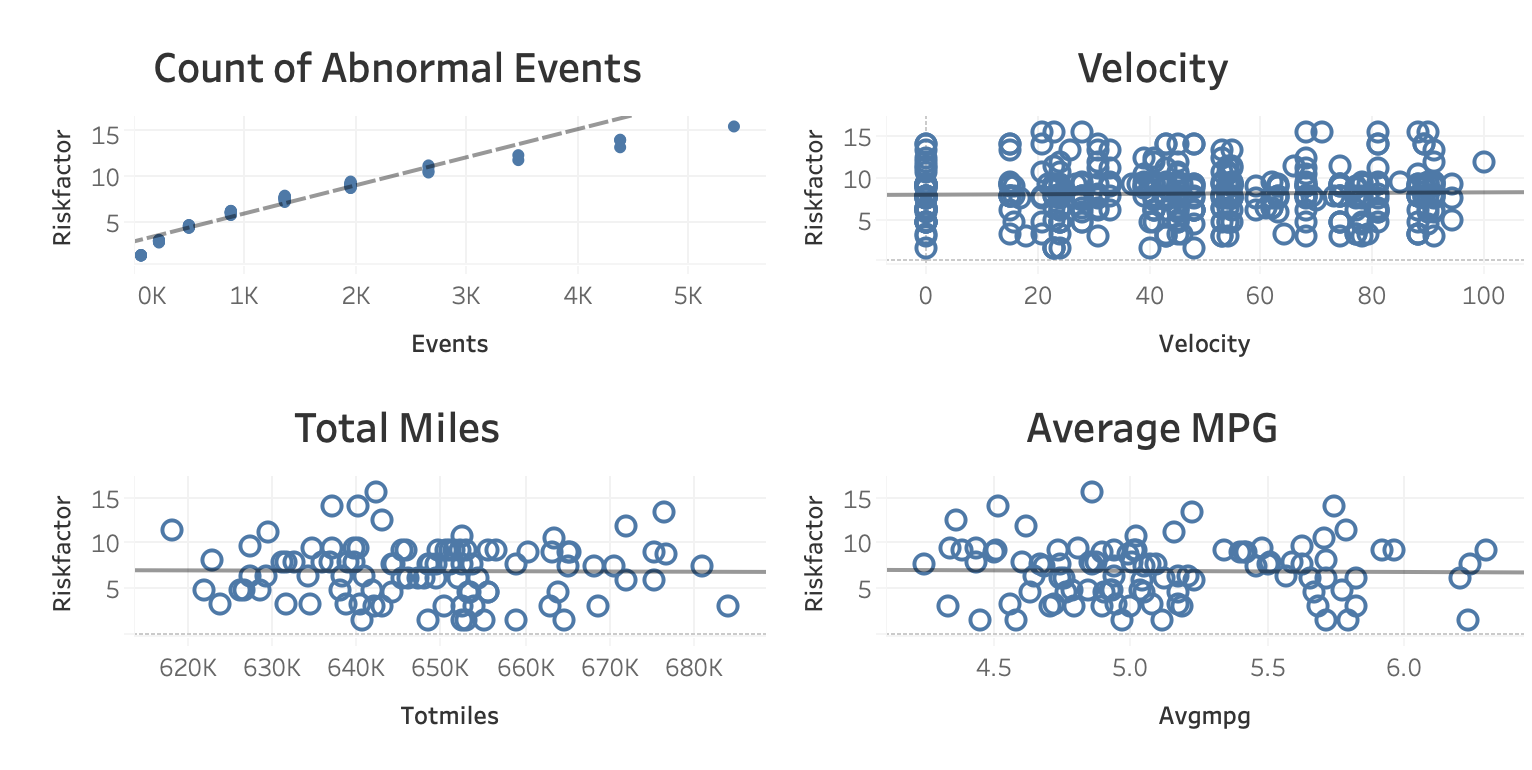 Count of Abnormal Events
Riskfactor
15
10
5
0K 1K 2K 3K 4K 5K
Events
Velocity
Riskfactor
15
10
5
0 20 40 60 80 100
Velocity
Total Miles
Riskfactor
15
10
5
620K 630K 640K 650K 660K 670K 680K
Totmiles
Average MPG
Riskfactor
15
10
5
4.5 5.0 5.5 6.0
Avgmpg